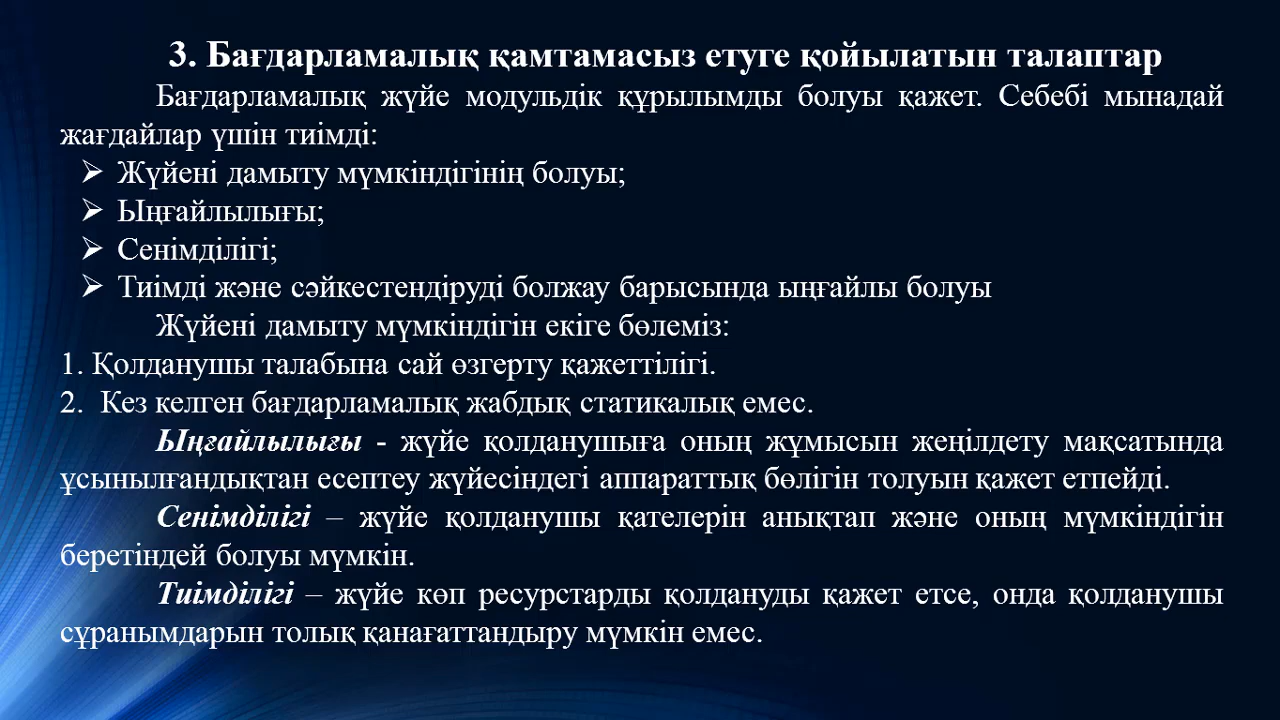 3. Бағдарламалық қамтамасыз етуге қойылатын талаптар
Бағдарламалық жүйе модульдік құрылымды болуы қажет. Себебі мынадай
жағдайлар үшін тиімді:
➢ Жүйені дамыту мүмкіндігінің болуы;
➢ Ыңғайлылығы;
➢ Сенімділігі;
➢ Тиімді және сәйкестендіруді болжау барысында ыңғайлы болуы
Жүйені дамыту мүмкіндігін екіге бөлеміз:
1. Қолданушы талабына сай өзгерту қажеттілігі.
2. Кез келген бағдарламалық жабдық статикалық емес.
Ыңғайлылығы - жүйе қолданушыға оның жұмысын жеңілдету мақсатында
ұсынылғандықтан есептеу жүйесіндегі аппараттық бөлігін толуын қажет етпейді.
Сенімділігі – жүйе қолданушы қателерін анықтап және оның мүмкіндігін
беретіндей болуы мүмкін.
Тиімділігі – жүйе көп ресурстарды қолдануды қажет етсе, онда қолданушы
сұранымдарын толық қанағаттандыру мүмкін емес.